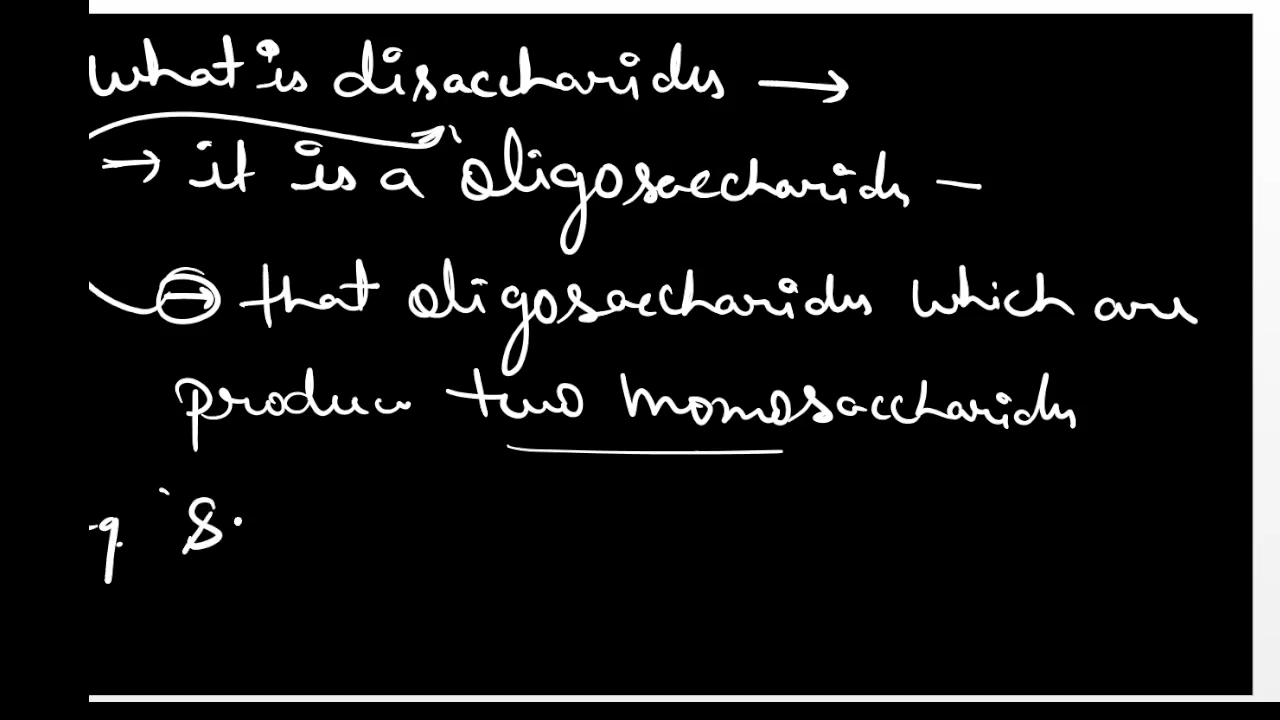 what is disaccharides →
→ it is a oligosaccharides —
→ that oligosaccharides which are
produce two monosaccharides